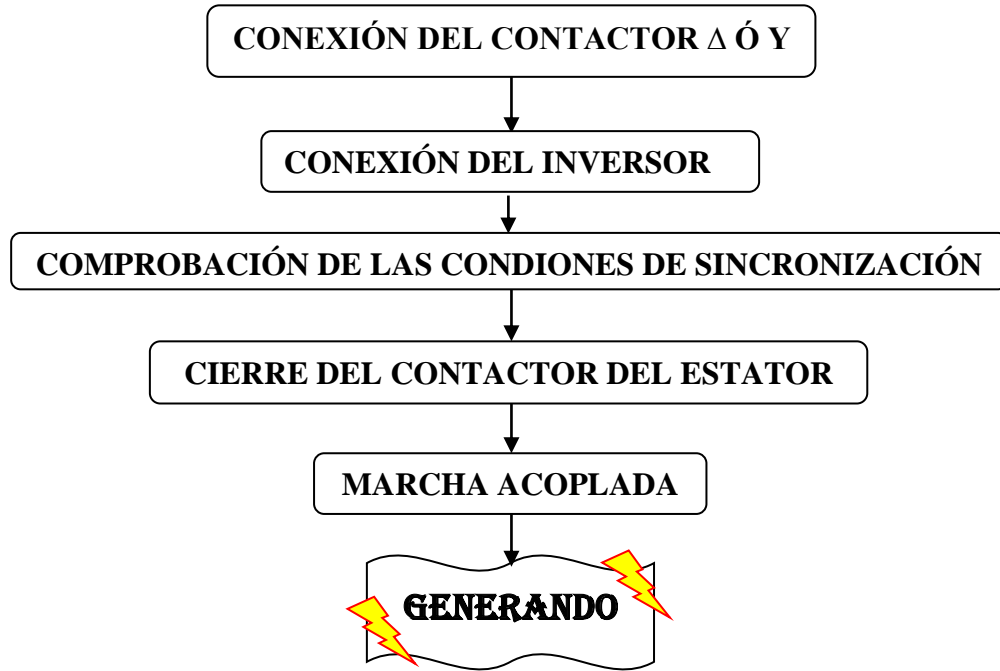 CONEXIÓN DEL CONTACTOR Δ Ó Y
CONEXIÓN DEL INVERSOR
COMPROBACIÓN DE LAS CONDIONES DE SINCRONIZACIÓN
CIERRE DEL CONTACTOR DEL ESTATOR
MARCHA ACOPLADA
GENERANDO